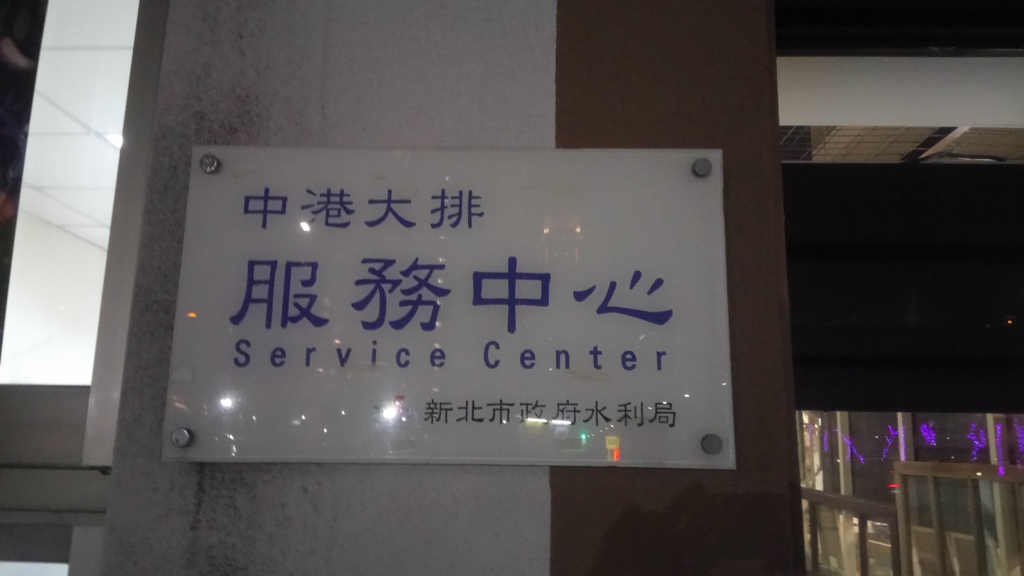 中港大排
服務中心
Service Center
新北市政府水利局